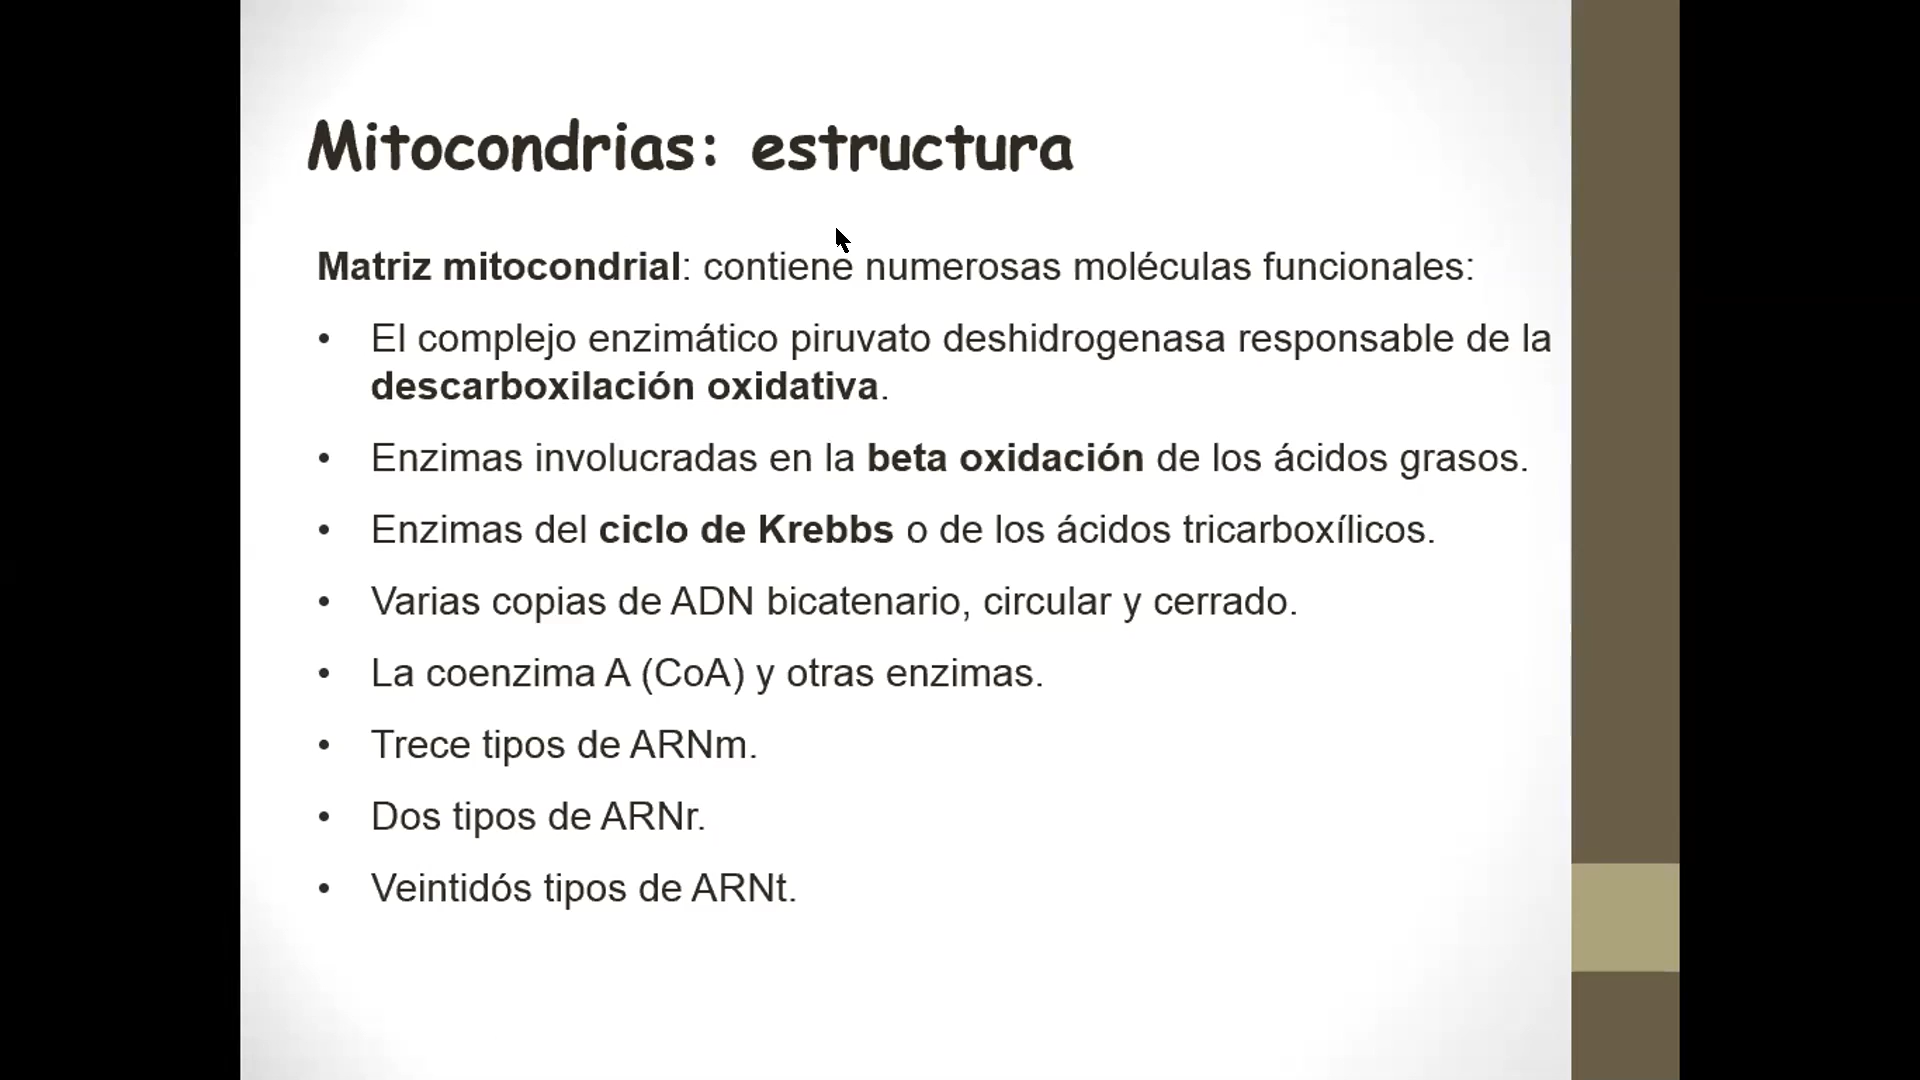 Mitocondrias: estructura
Matriz mitocondrial: contiene numerosas moléculas funcionales:
• El complejo enzimático piruvato deshidrogenasa responsable de la
descarboxilación oxidativa.
• Enzimas involucradas en la beta oxidación de los ácidos grasos.
• Enzimas del ciclo de Krebbs o de los ácidos tricarboxílicos.
• Varias copias de ADN bicatenario, circular y cerrado.
• La coenzima A (CoA) y otras enzimas.
• Trece tipos de ARNm.
• Dos tipos de ARNr.
• Veintidós tipos de ARNt.